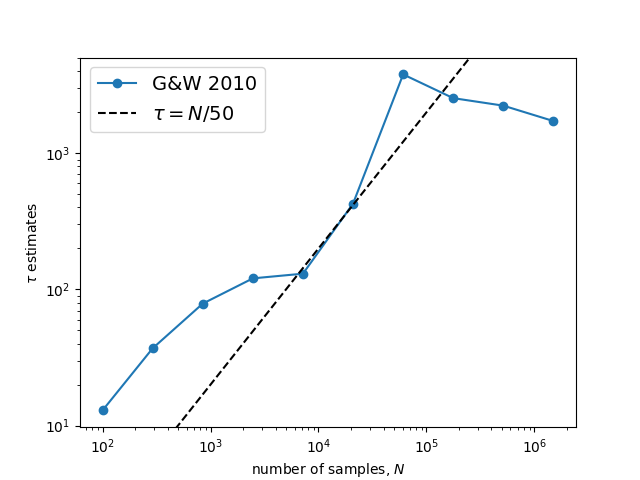 G&W 2010
τ = N/50
τ estimates
10³
10²
10¹
10² 10³ 10⁴ 10⁵ 10⁶
number of samples, N